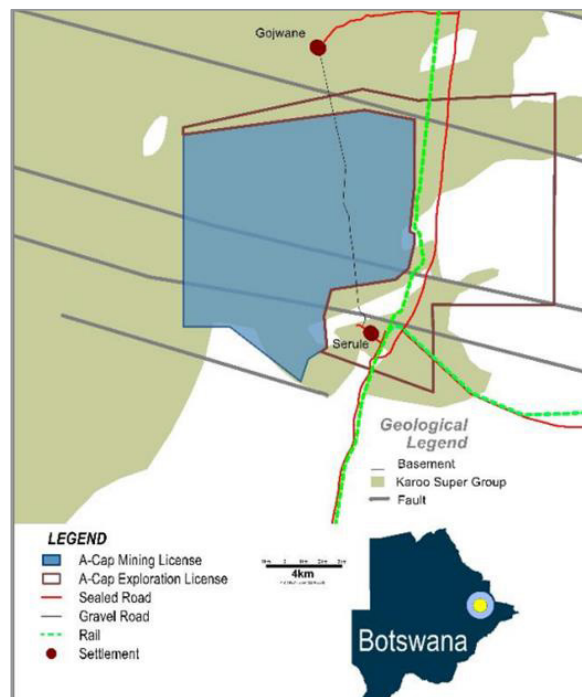 Gojwane
Serule
Geological
Legend
Basement
Karoo Super Group
Fault
LEGEND
A-Cap Mining License
A-Cap Exploration License
Sealed Road
Gravel Road
Rail
Settlement
4km
Botswana